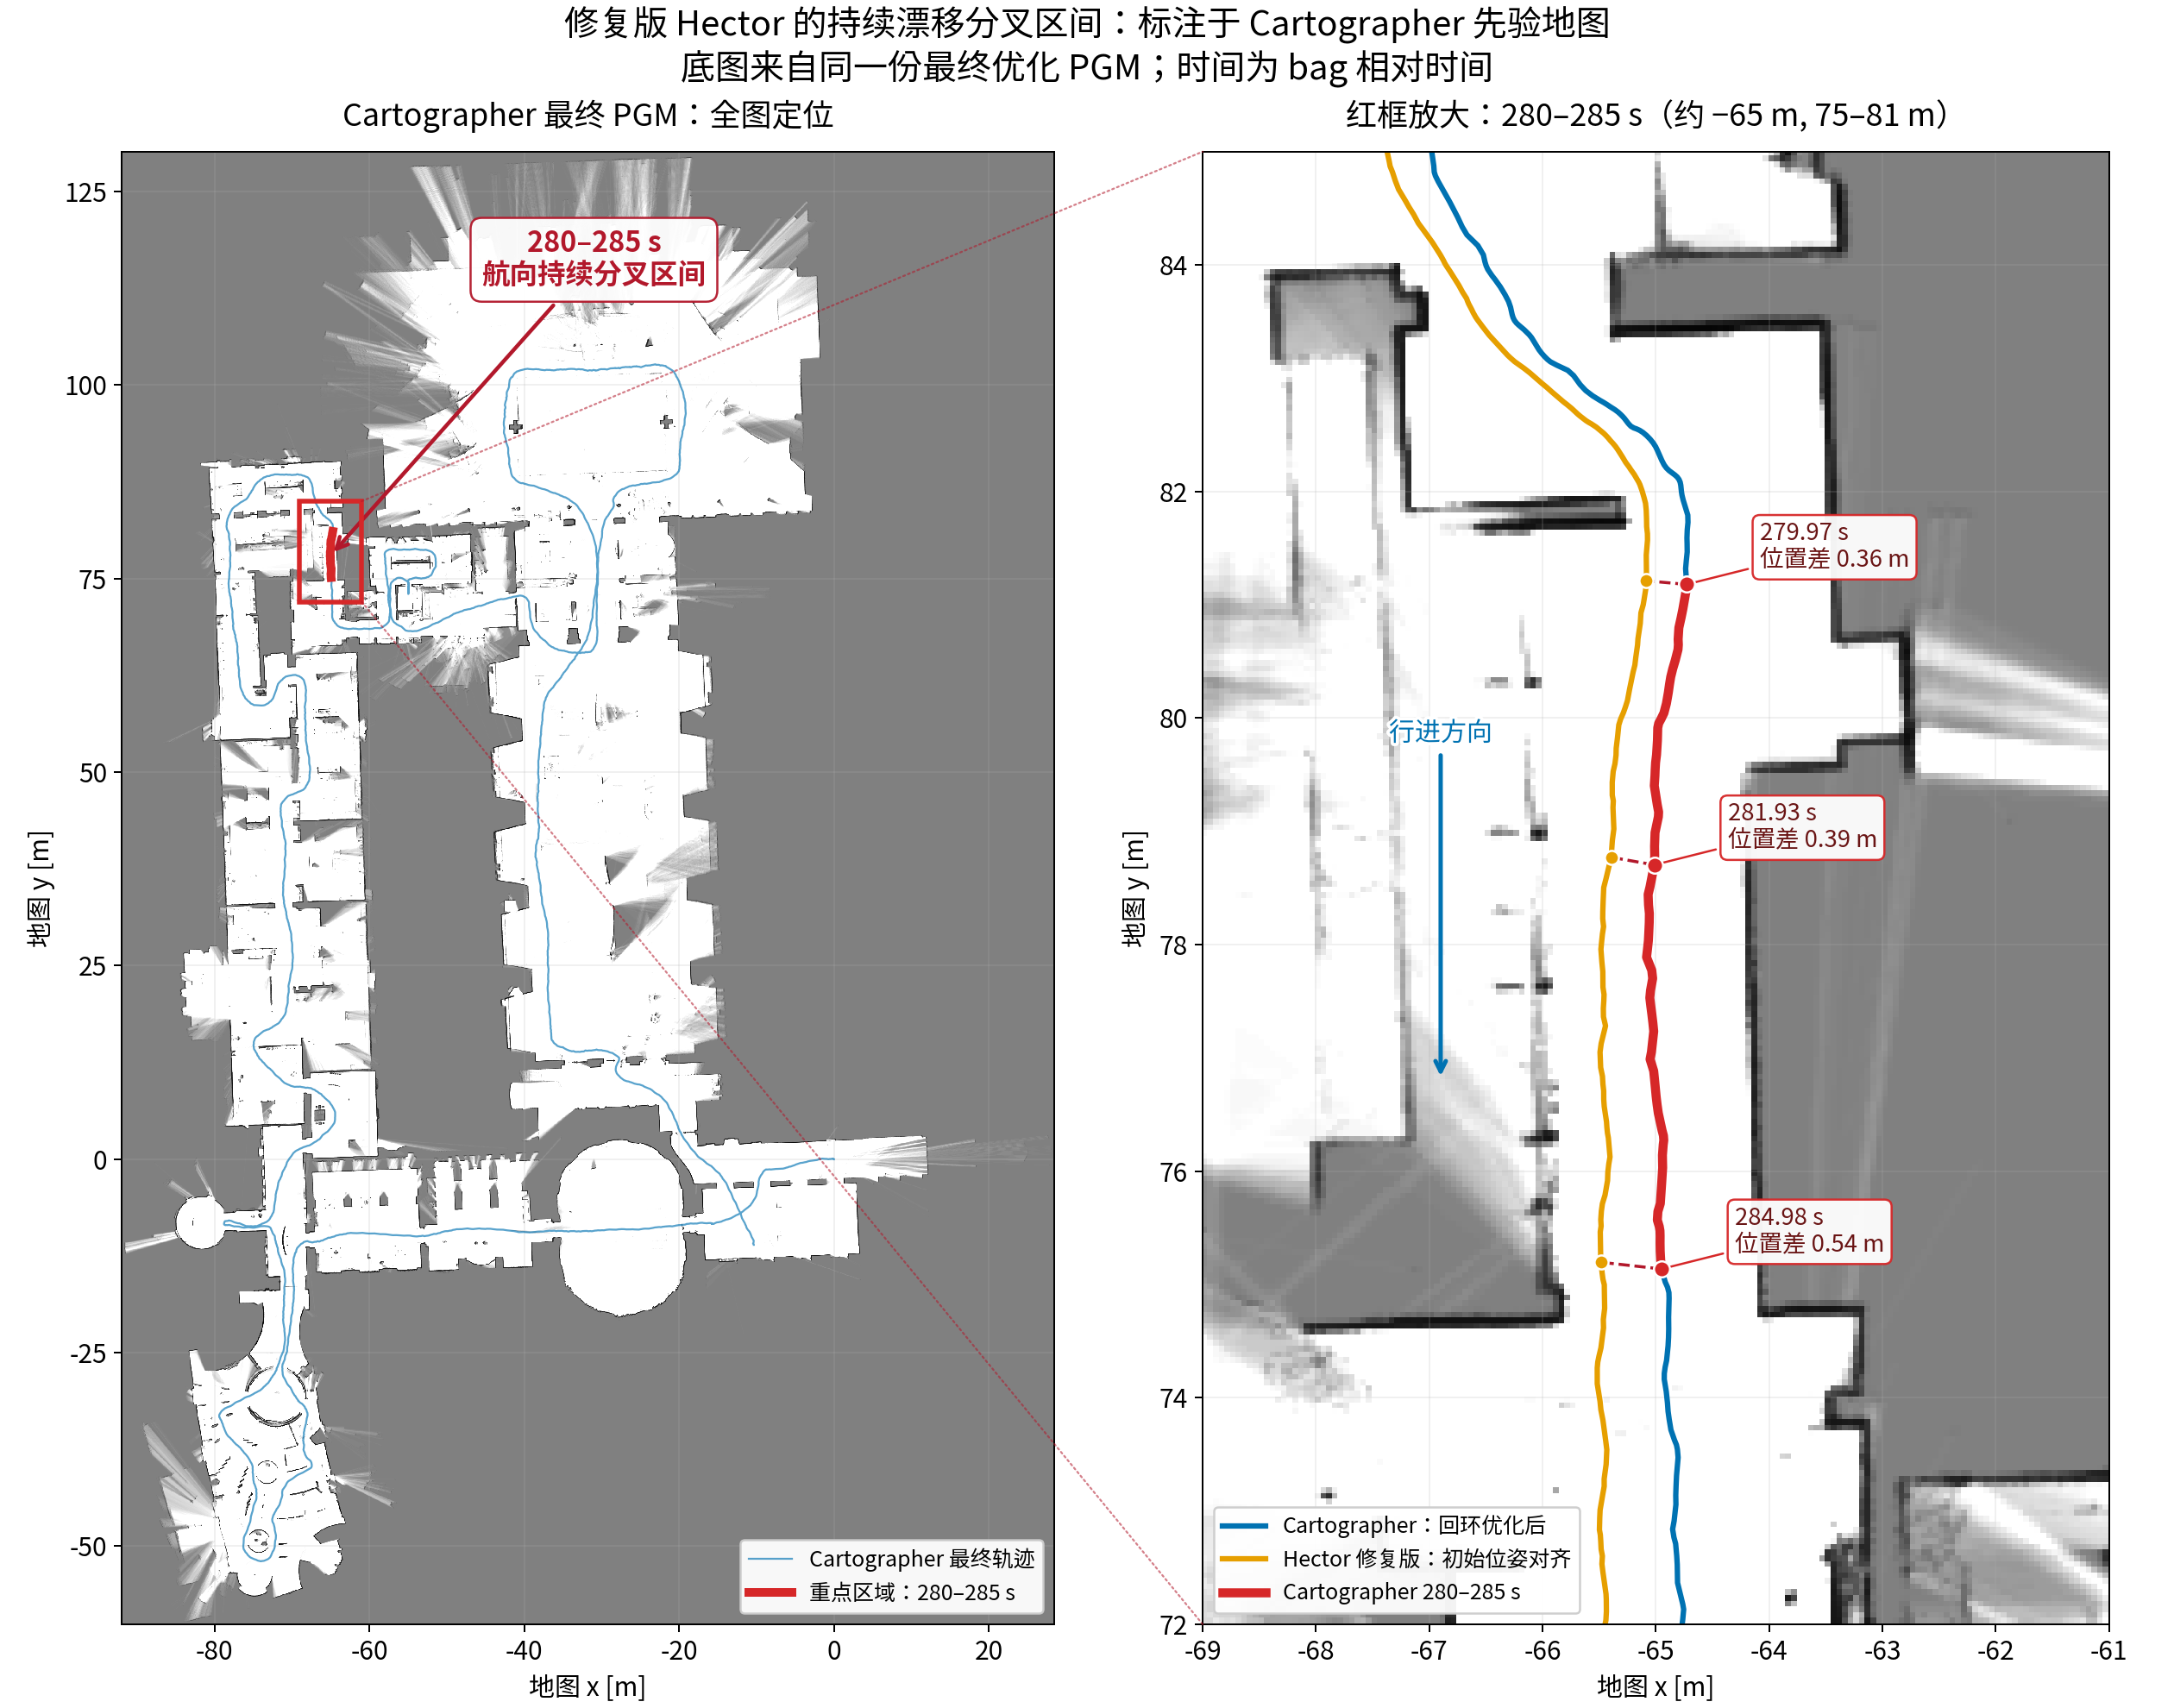 修复版 Hector 的持续漂移分叉区间：标注于 Cartographer 先验地图
底图来自同一份最终优化 PGM；时间为 bag 相对时间
Cartographer 最终 PGM：全图定位
125
100
75
50
25
0
-25
-50
-80
-60
-40
-20
0
20
地图 y [m]
地图 x [m]
280–285 s
航向持续分叉区间
Cartographer 最终轨迹
重点区域：280–285 s
红框放大：280–285 s（约 −65 m, 75–81 m）
84
82
80
78
76
74
72
-69
-68
-67
-66
-65
-64
-63
-62
-61
地图 y [m]
地图 x [m]
279.97 s
位置差 0.36 m
行进方向
281.93 s
位置差 0.39 m
284.98 s
位置差 0.54 m
Cartographer：回环优化后
Hector 修复版：初始位姿对齐
Cartographer 280–285 s